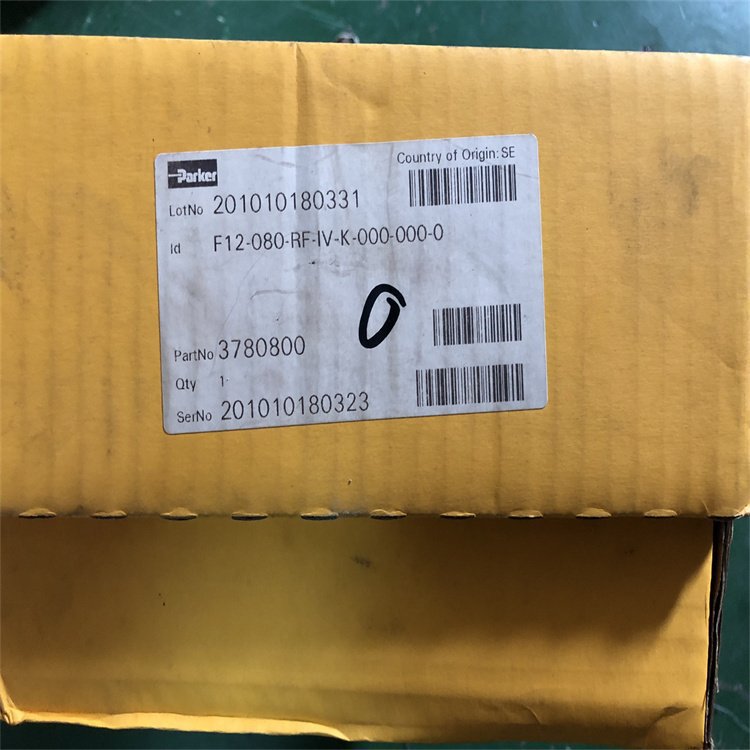 Parker
Country of Origin: SE
LotNo 201010180331
Id F12-080-RF-IV-K-000-000-0
0
PartNo 3780800
Qty 1
SerNo 201010180323